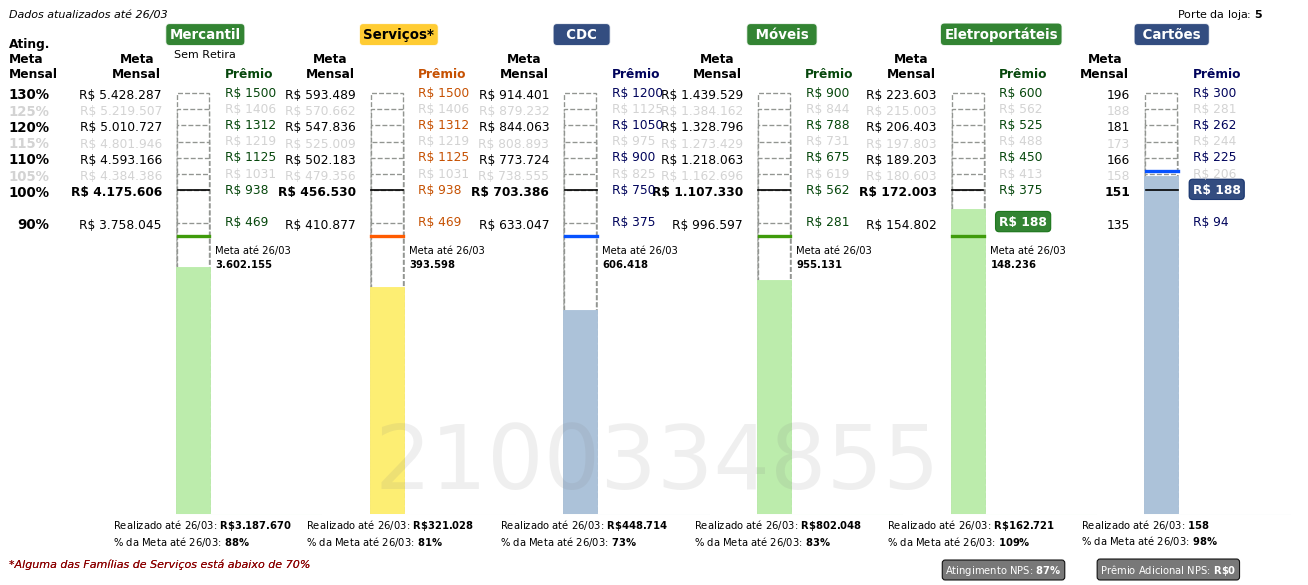 Dados atualizados até 26/03
Porte da loja: 5
Mercantil Serviços* CDC Móveis Eletroportáteis Cartões
Sem Retira
Ating. Meta Mensal
Meta Mensal Prêmio Meta Mensal Prêmio Meta Mensal Prêmio Meta Mensal Prêmio Meta Mensal Prêmio Meta Mensal Prêmio
130% R$ 5.428.287 R$ 1500 R$ 593.489 R$ 1500 R$ 914.401 R$ 1200 R$ 1.439.529 R$ 900 R$ 223.603 R$ 600 196 R$ 300
125% R$ 5.219.507 R$ 1406 R$ 570.662 R$ 1406 R$ 879.232 R$ 1125 R$ 1.384.162 R$ 844 R$ 215.003 R$ 562 188 R$ 281
120% R$ 5.010.727 R$ 1312 R$ 547.836 R$ 1312 R$ 844.063 R$ 1050 R$ 1.328.796 R$ 788 R$ 206.403 R$ 525 181 R$ 262
115% R$ 4.801.946 R$ 1219 R$ 525.009 R$ 1219 R$ 808.893 R$ 975 R$ 1.273.429 R$ 731 R$ 197.803 R$ 488 173 R$ 244
110% R$ 4.593.166 R$ 1125 R$ 502.183 R$ 1125 R$ 773.724 R$ 900 R$ 1.218.063 R$ 675 R$ 189.203 R$ 450 166 R$ 225
105% R$ 4.384.386 R$ 1031 R$ 479.356 R$ 1031 R$ 738.555 R$ 825 R$ 1.162.696 R$ 619 R$ 180.603 R$ 413 158 R$ 206
100% R$ 4.175.606 R$ 938 R$ 456.530 R$ 938 R$ 703.386 R$ 750 R$ 1.107.330 R$ 562 R$ 172.003 R$ 375 151 R$ 188
90% R$ 3.758.045 R$ 469 R$ 410.877 R$ 469 R$ 633.047 R$ 375 R$ 996.597 R$ 281 R$ 154.802 R$ 188 135 R$ 94
Meta até 26/03 Meta até 26/03 Meta até 26/03 Meta até 26/03 Meta até 26/03
3.602.155 393.598 606.418 955.131 148.236
2100334855
Realizado até 26/03: R$3.187.670 Realizado até 26/03: R$321.028 Realizado até 26/03: R$448.714 Realizado até 26/03: R$802.048 Realizado até 26/03: R$162.721 Realizado até 26/03: 158
% da Meta até 26/03: 88% % da Meta até 26/03: 81% % da Meta até 26/03: 73% % da Meta até 26/03: 83% % da Meta até 26/03: 109% % da Meta até 26/03: 98%
*Alguma das Famílias de Serviços está abaixo de 70%
Atingimento NPS: 87% Prêmio Adicional NPS: R$0